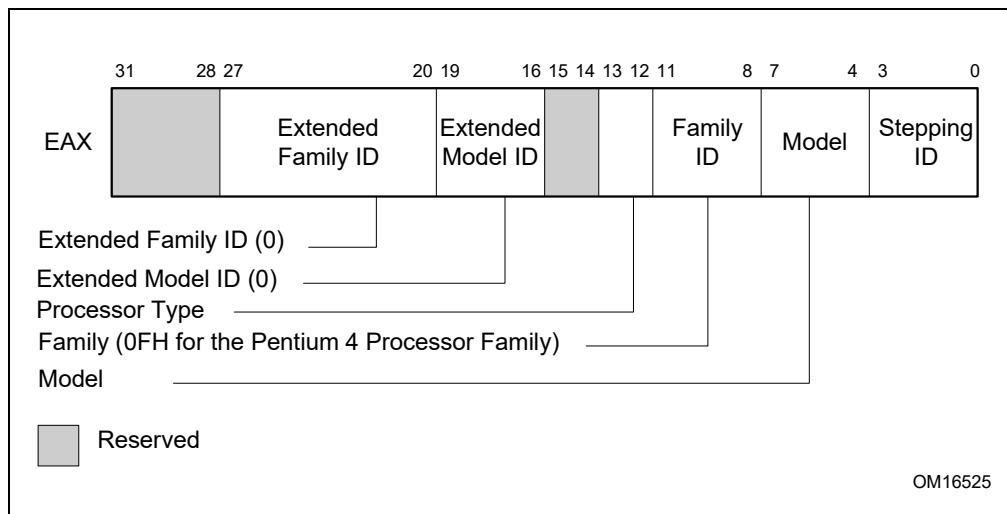 31 28 27 20 19 16 15 14 13 12 11 8 7 4 3 0
EAX
Extended Family ID
Extended Model ID
Family ID
Model
Stepping ID
Extended Family ID (0)
Extended Model ID (0)
Processor Type
Family (0FH for the Pentium 4 Processor Family)
Model
Reserved
OM16525